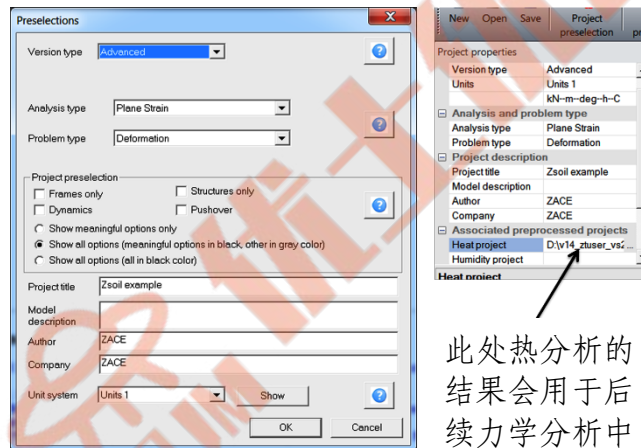 Preselections
Version type Advanced
Analysis type Plane Strain
Problem type Deformation
Project preselection
Frames only Structures only
Dynamics Pushover
Show meaningful options only
Show all options (meaningful options in black, other in gray color)
Show all options (all in black color)
Project title Zsoil example
Model
description
Author ZACE
Company ZACE
Unit system Units 1 Show
OK Cancel
New Open Save Project
preselection
Project properties
Version type Advanced
Units Units 1
kN--m--deg--h--C
Analysis and problem type
Analysis type Plane Strain
Problem type Deformation
Project description
Project title Zsoil example
Model description
Author ZACE
Company ZACE
Associated preprocessed projects
Heat project
Humidity project
Heat project
此处热分析的
结果会用于后
续力学分析中